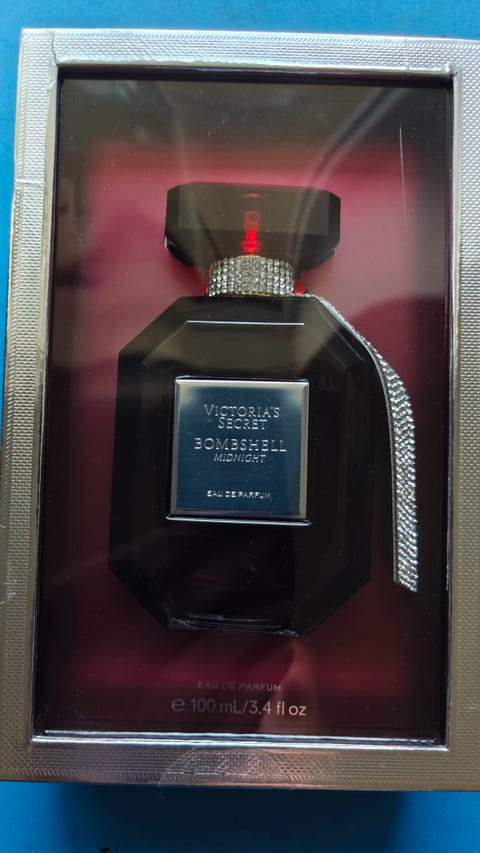 VICTORIA'S
SECRET
BOMBSHELL
MIDNIGHT
EAU DE PARFUM
EAU DE PARFUM
℮ 100 mL/3.4 fl oz